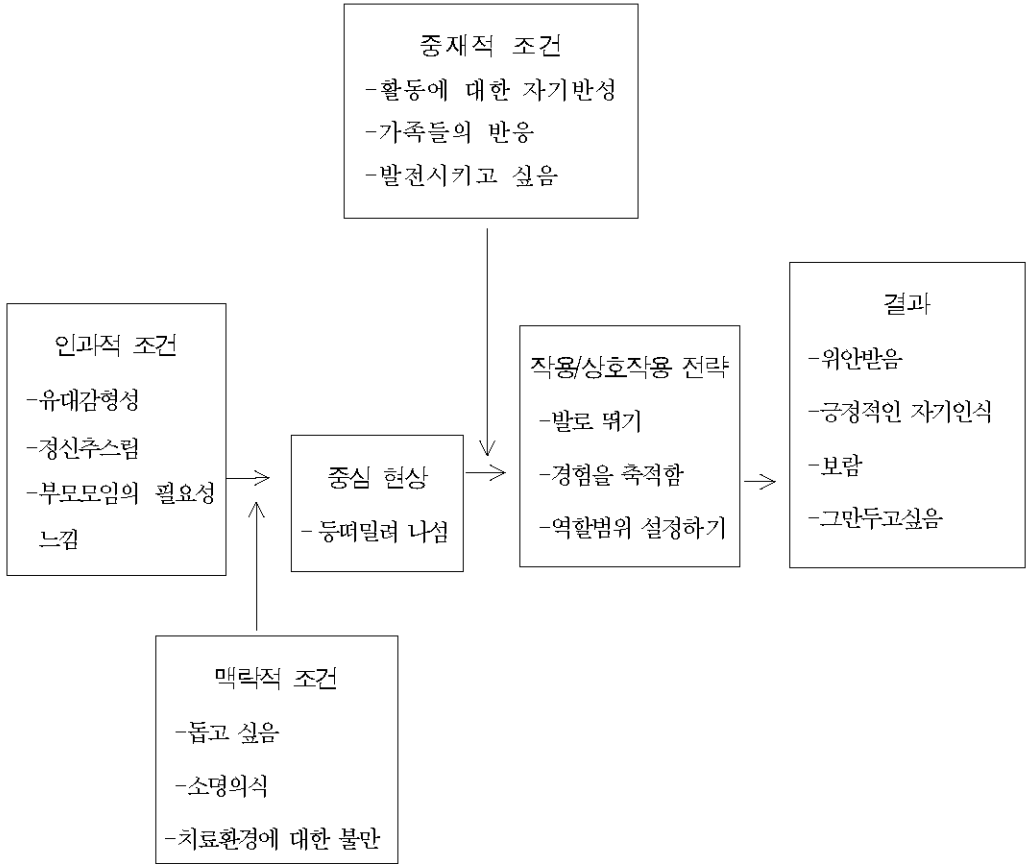 중재적 조건
-활동에 대한 자기반성
-가족들의 반응
-발전시키고 싶음
인과적 조건
-유대감형성
-정신추스림
-부모모임의 필요성
느낌
중심 현상
- 등떠밀려 나섬
작용/상호작용 전략
-발로 뛰기
-경험을 축적함
-역할범위 설정하기
결과
-위안받음
-긍정적인 자기인식
-보람
-그만두고싶음
맥락적 조건
-돕고 싶음
-소명의식
-치료환경에 대한 불만